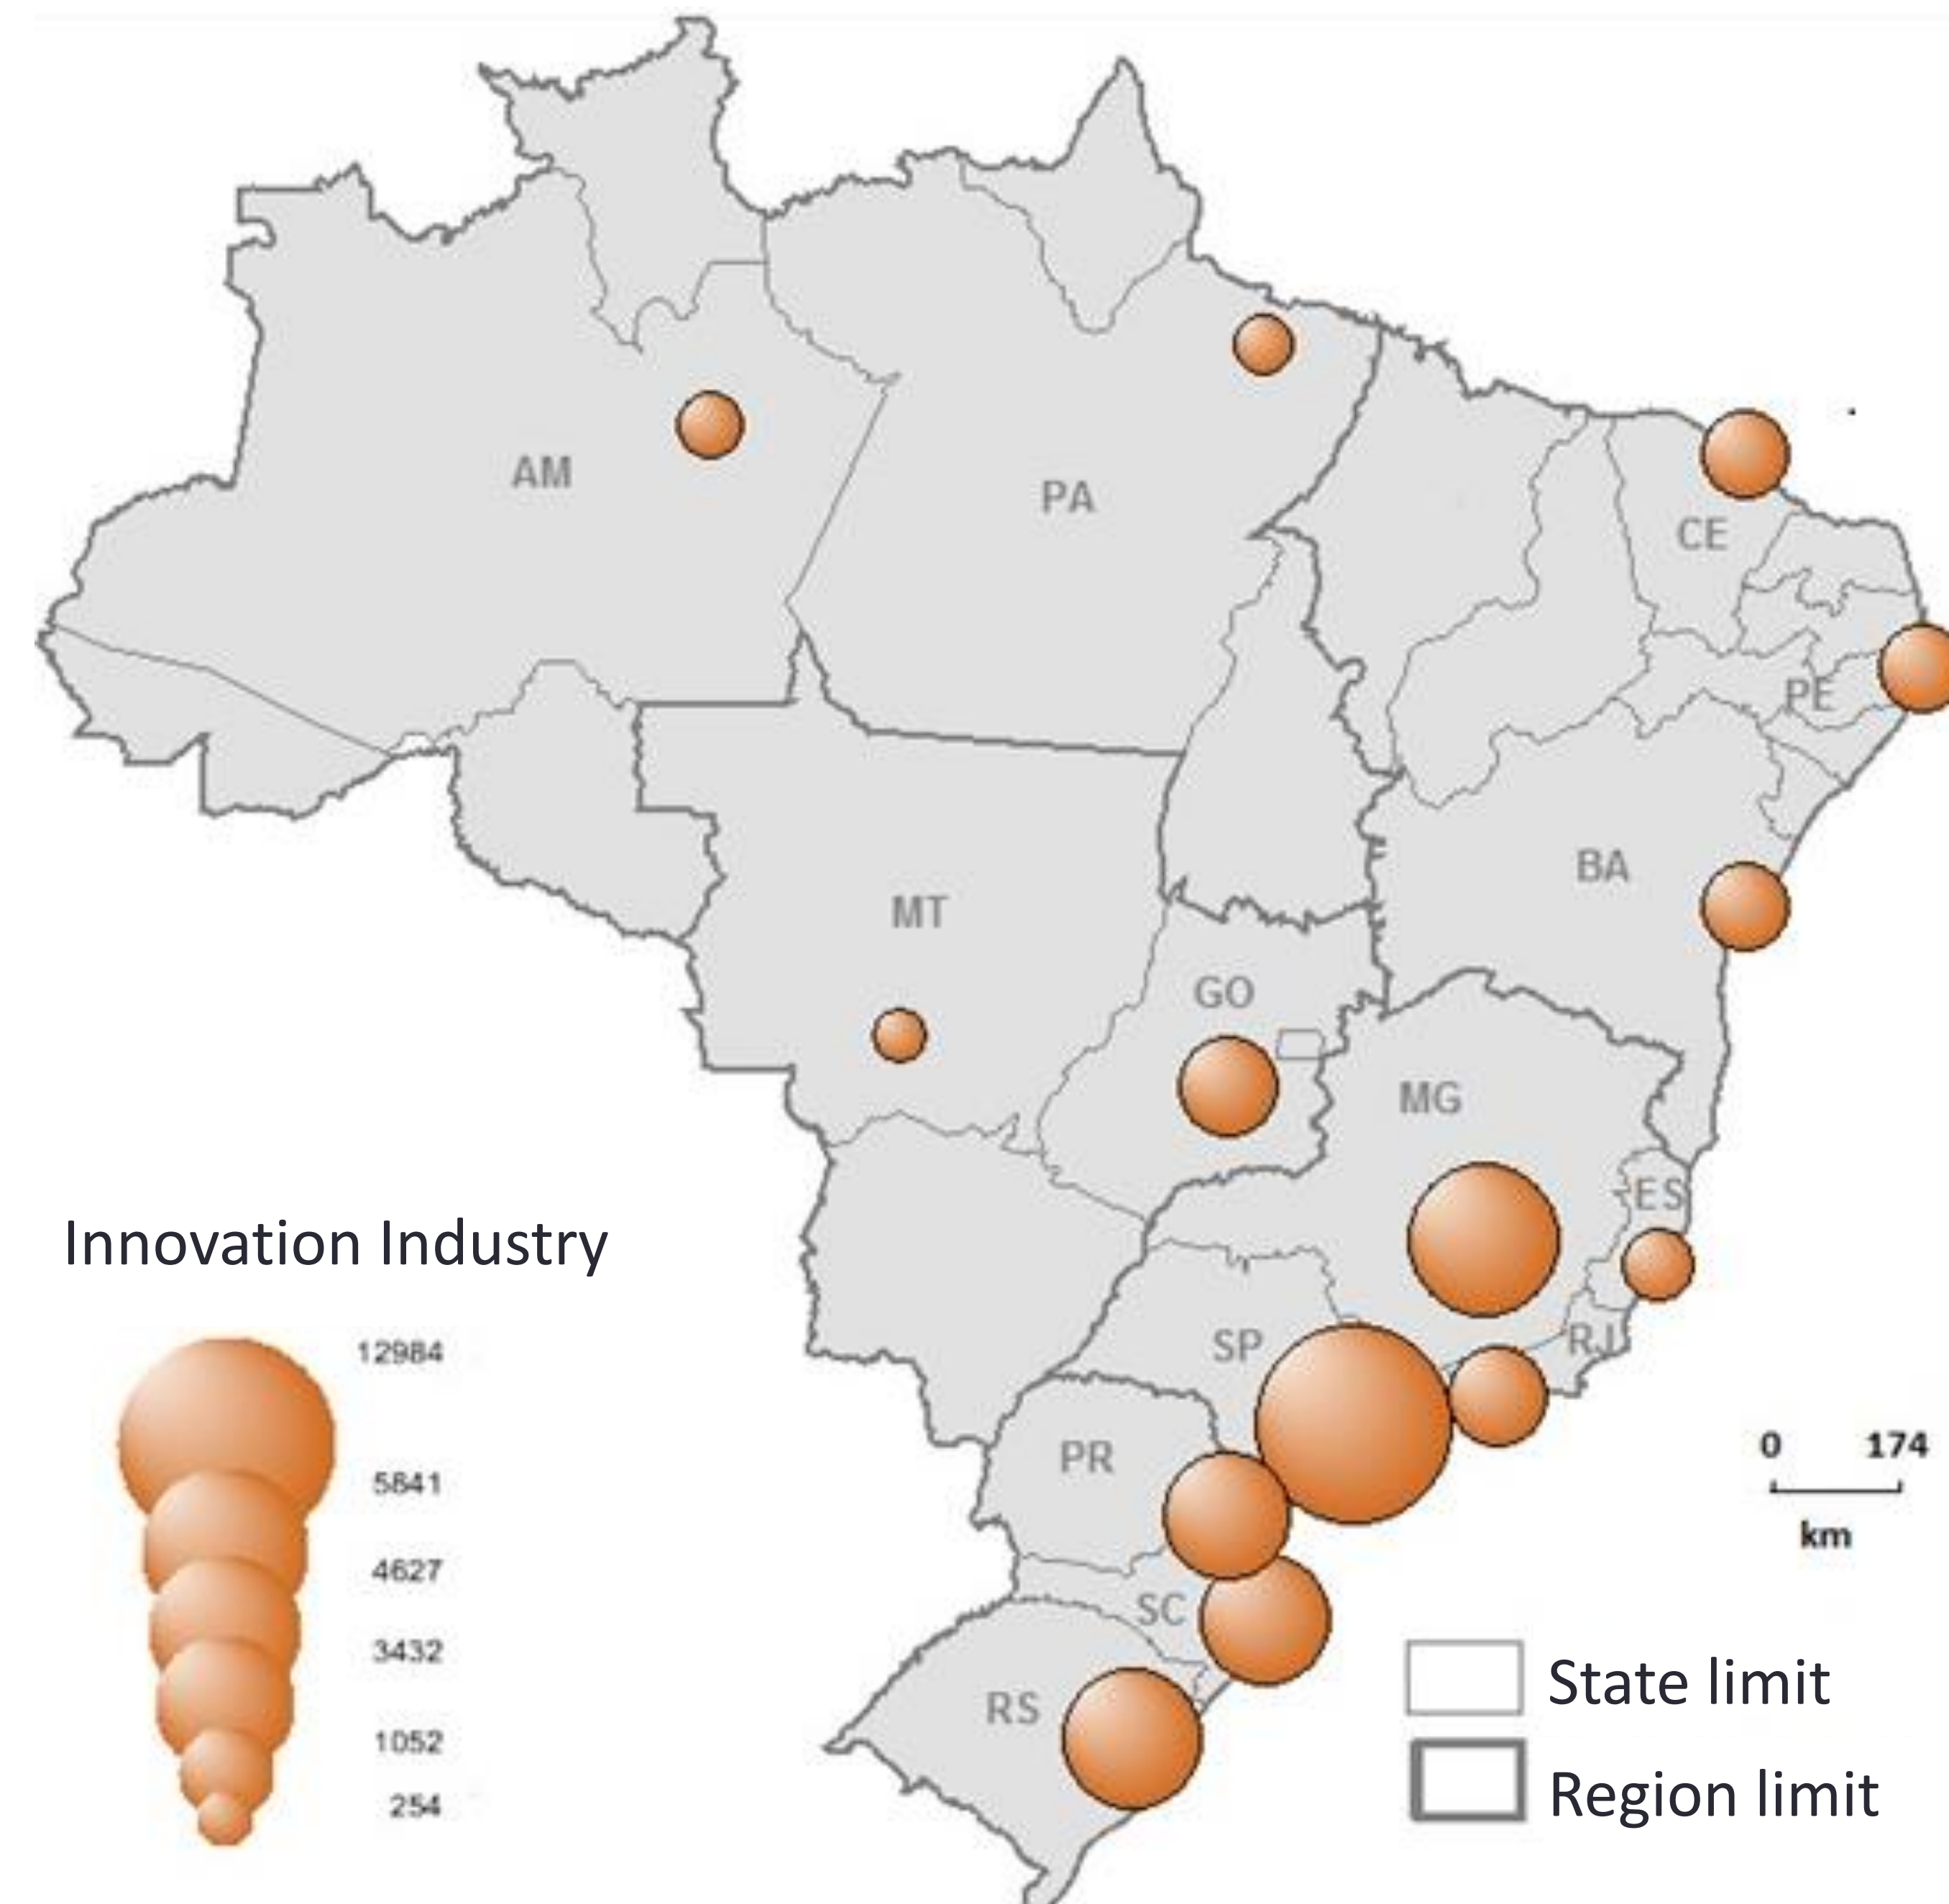 AM
PA
CE
PE
BA
MT
GO
MG
ES
Innovation Industry
SP
RJ
12984
PR
0 174
5841
km
4627
SC
3432
State limit
RS
1052
Region limit
254